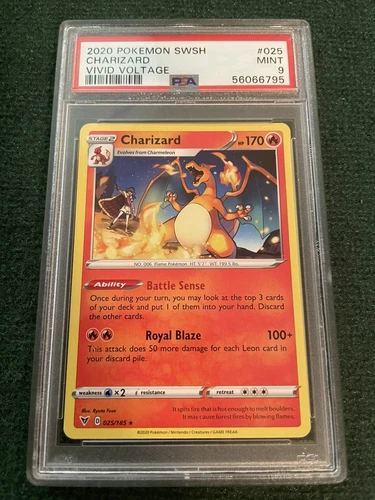 2020 POKEMON SWSH #025
CHARIZARD MINT
VIVID VOLTAGE 9
PSA 56066795
STAGE 2 Charizard HP 170
Evolves from Charmeleon
NO. 006 Flame Pokémon HT: 5'7" WT: 199.5 lbs.
Ability Battle Sense
Once during your turn, you may look at the top 3 cards
of your deck and put 1 of them into your hand. Discard
the other cards.
Royal Blaze 100+
This attack does 50 more damage for each Leon card in
your discard pile.
weakness ×2 resistance retreat
Illus. Ryota Murayama
It spits fire that is hot enough to melt boulders.
It may cause forest fires by blowing flames.
D 025/185 ★
©2020 Pokémon / Nintendo / Creatures / GAME FREAK